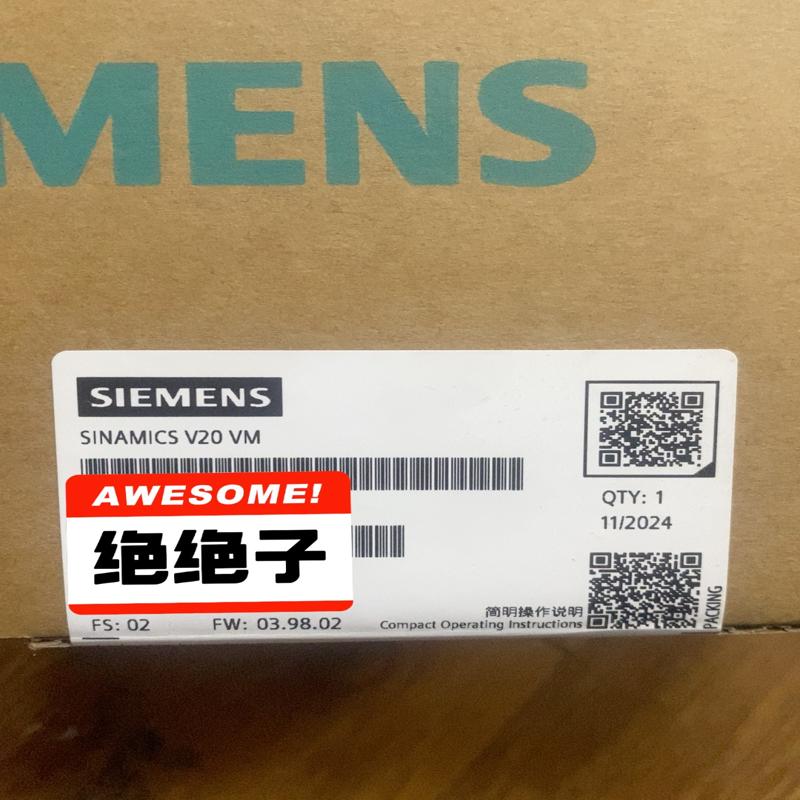 MENS
SIEMENS
SINAMICS V20 VM
AWESOME!
绝绝子
FS: 02
FW: 03.98.02
QTY: 1
11/2024
简明操作说明
Compact Operating Instructions
PACKING